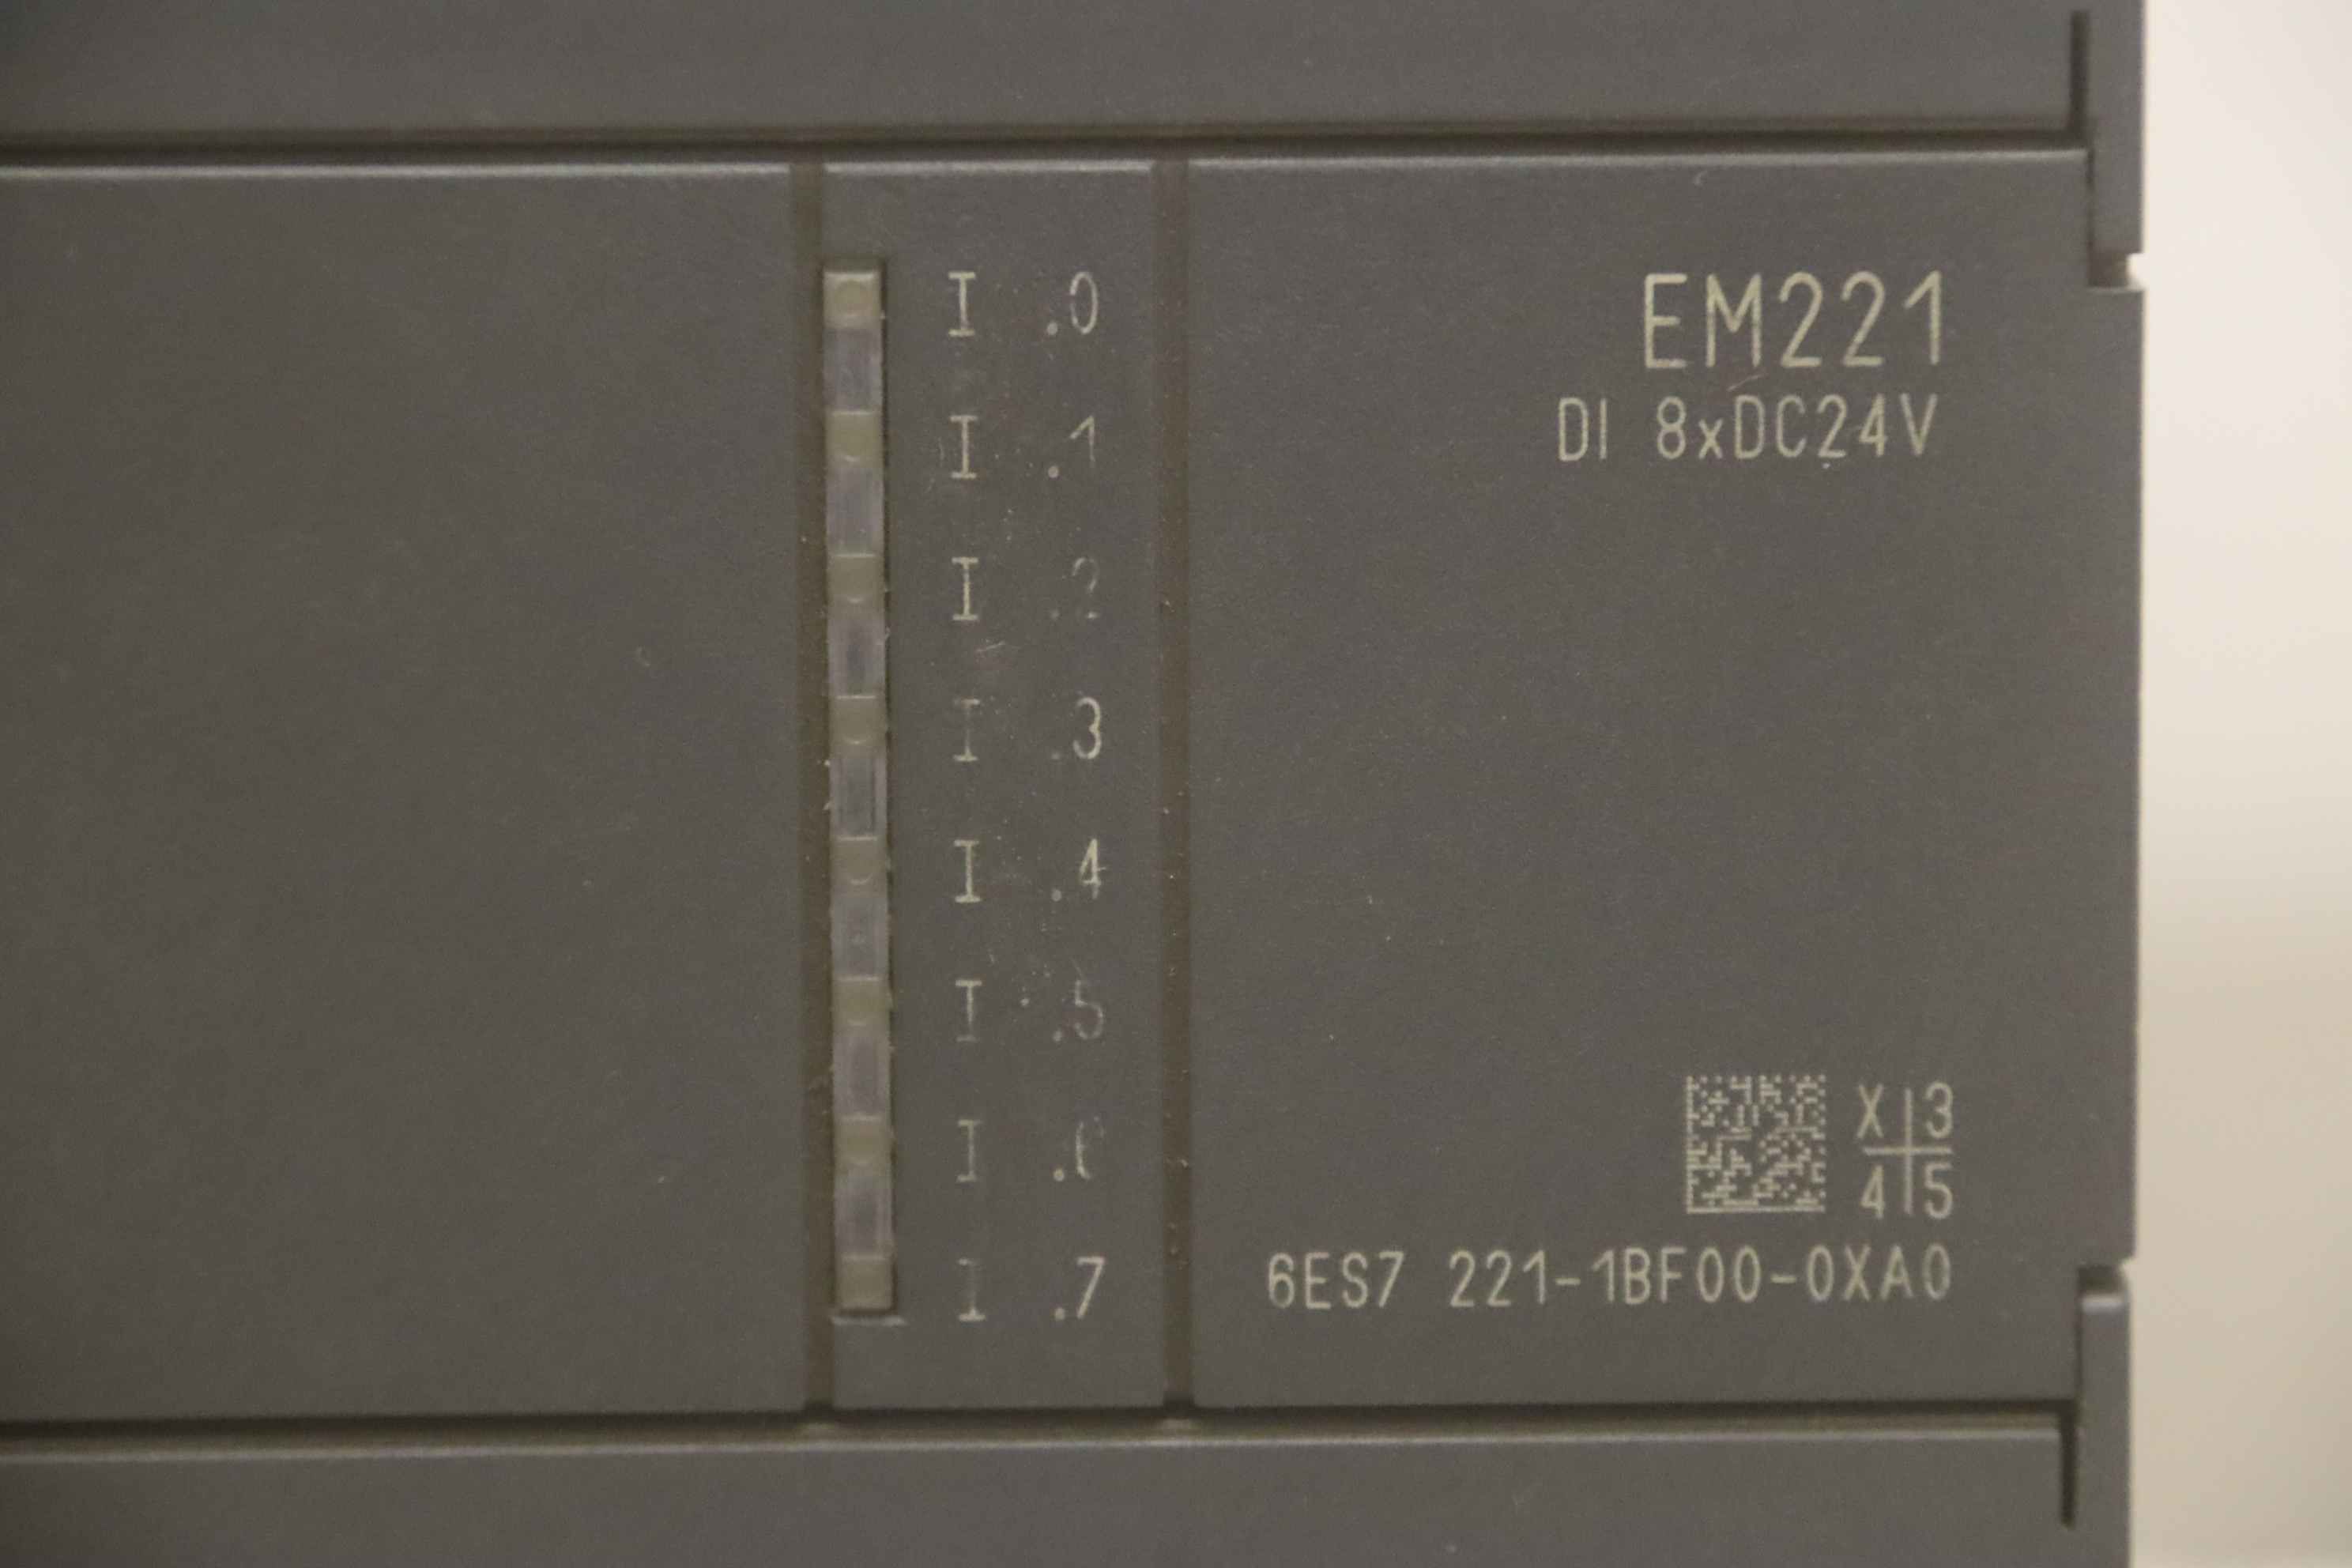 I .0
I .1
I .2
I .3
I .4
I .5
I .6
I .7
EM221
DI 8xDC24V
X 3
4 5
6ES7 221-1BF00-0XA0